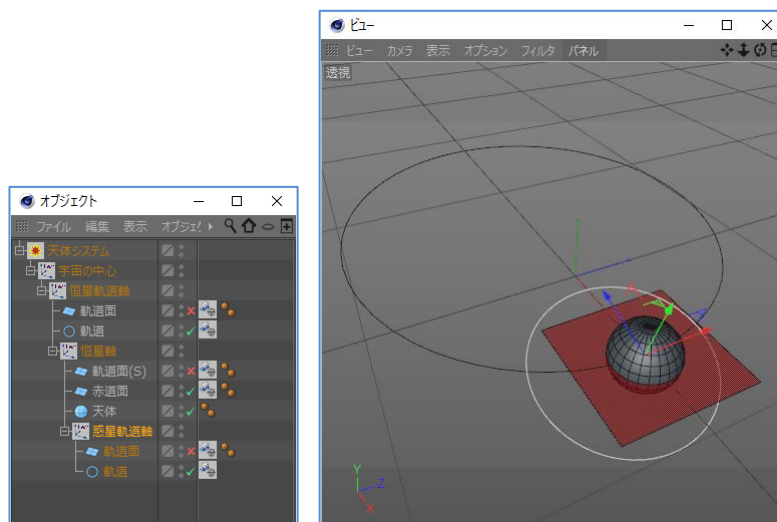 ビュー
ビュー カメラ 表示 オプション フィルタ パネル
透視
Y
Z
X
オブジェクト
ファイル 編集 表示
天体システム
宇宙の中心
恒星軌道軸
軌道面
軌道
恒星軸
軌道面(S)
赤道面
天体
惑星軌道軸
軌道面
軌道